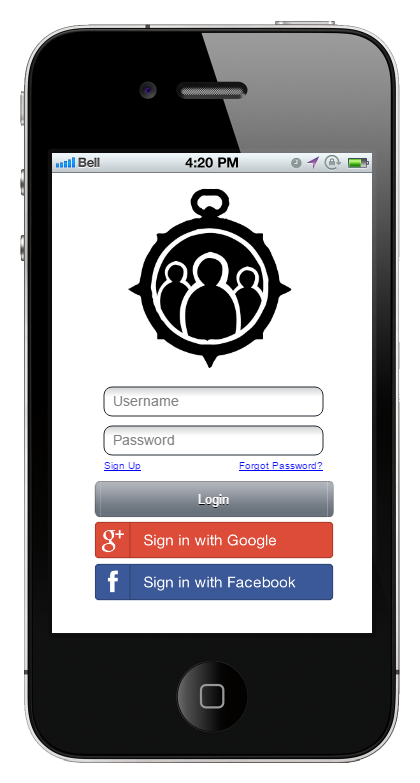 Bell 4:20 PM
Username
Password
Sign Up Forgot Password?
Login
g+ Sign in with Google
f Sign in with Facebook